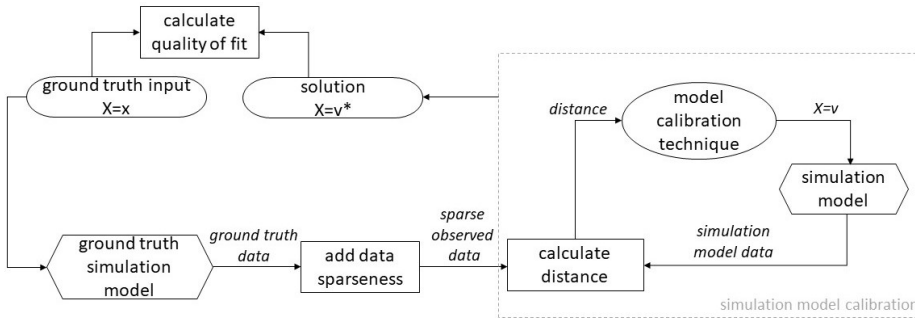 calculate
quality of fit
ground truth input
X=x
solution
X=v*
distance
model
calibration
technique
X=v
simulation
model
ground truth
simulation
model
ground truth
data
add data
sparseness
sparse
observed
data
calculate
distance
simulation
model data
simulation model calibration